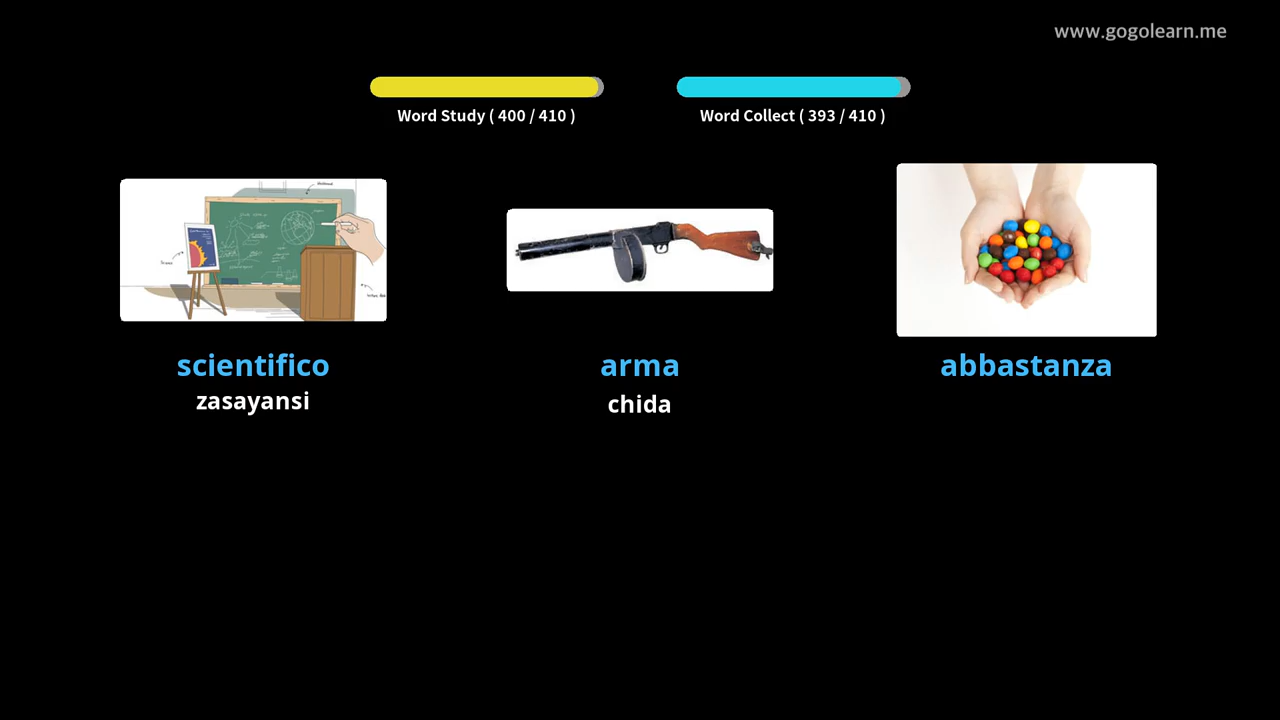 www.gogolearn.me
Word Study ( 400 / 410 )
Word Collect ( 393 / 410 )
scientifico
arma
abbastanza
zasayansi
chida